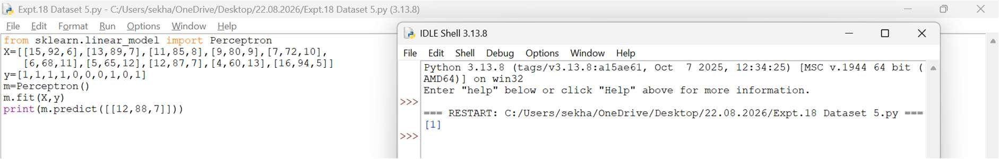 Expt.18 Dataset 5.py - C:/Users/sekha/OneDrive/Desktop/22.08.2026/Expt.18 Dataset 5.py (3.13.8)
File Edit Format Run Options Window Help
from sklearn.linear_model import Perceptron
X=[[15,92,6],[13,89,7],[11,85,8],[9,80,9],[7,72,10],
[6,68,11],[5,65,12],[12,87,7],[4,60,13],[16,94,5]]
y=[1,1,1,1,0,0,0,1,0,1]
m=Perceptron()
m.fit(X,y)
print(m.predict([[12,88,7]]))
IDLE Shell 3.13.8
File Edit Shell Debug Options Window Help
Python 3.13.8 (tags/v3.13.8:a15ae61, Oct 7 2025, 12:34:25) [MSC v.1944 64 bit (
AMD64)] on win32
Enter "help" below or click "Help" above for more information.
>>>
=== RESTART: C:/Users/sekha/OneDrive/Desktop/22.08.2026/Expt.18 Dataset 5.py ===
[1]
>>>